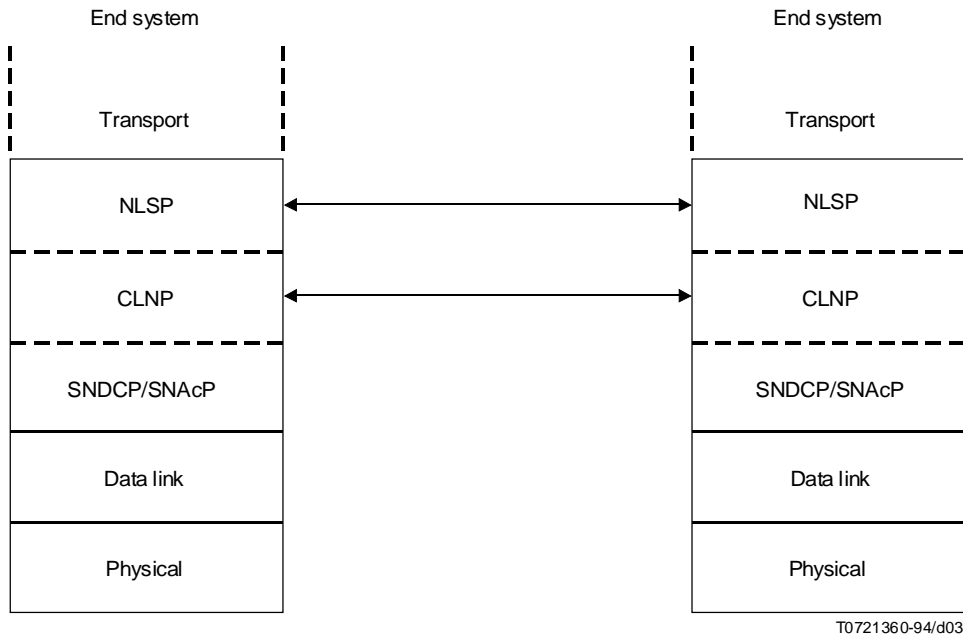 End system
End system
Transport
Transport
NLSP
NLSP
CLNP
CLNP
SNDCP/SNAcP
SNDCP/SNAcP
Data link
Data link
Physical
Physical
T0721360-94/d03